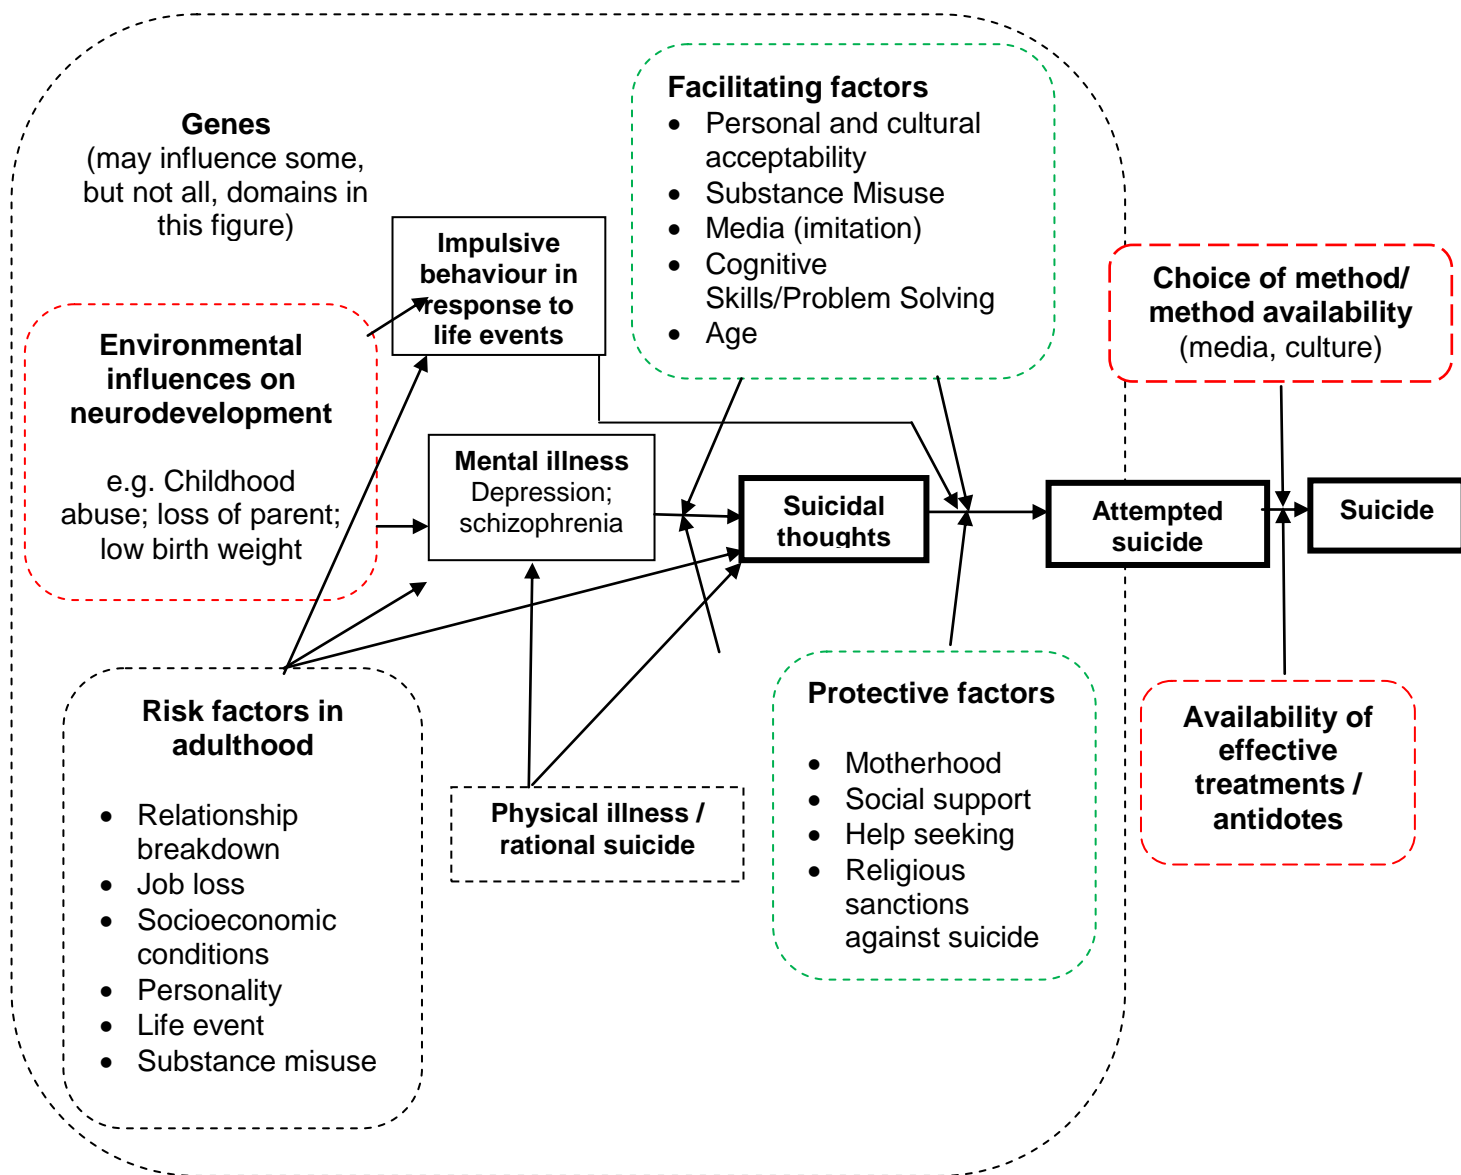 Genes
(may influence some,
but not all, domains in
this figure)
Facilitating factors
• Personal and cultural
acceptability
• Substance Misuse
• Media (imitation)
• Cognitive
Skills/Problem Solving
• Age
Impulsive
behaviour in
response to
life events
Choice of method/
method availability
(media, culture)
Environmental
influences on
neurodevelopment
e.g. Childhood
abuse; loss of parent;
low birth weight
Mental illness
Depression;
schizophrenia
Suicidal
thoughts
Attempted
suicide
Suicide
Risk factors in
adulthood
• Relationship
breakdown
• Job loss
• Socioeconomic
conditions
• Personality
• Life event
• Substance misuse
Physical illness /
rational suicide
Protective factors
• Motherhood
• Social support
• Help seeking
• Religious
sanctions
against suicide
Availability of
effective
treatments /
antidotes